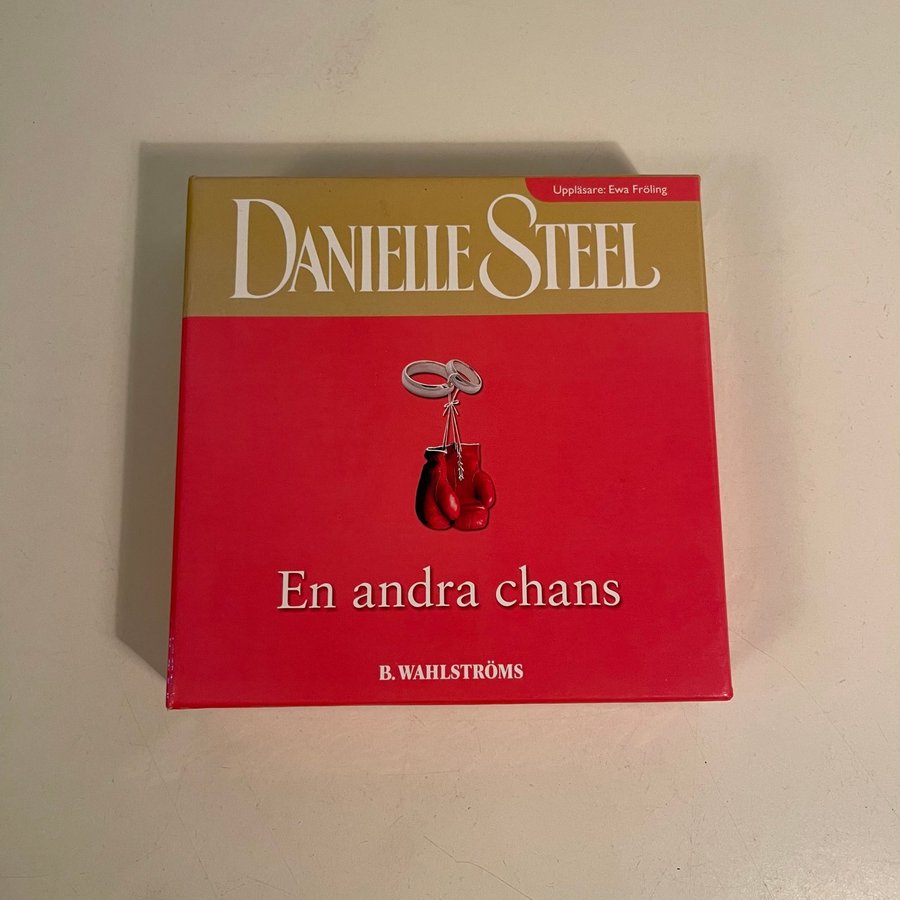 Uppläsare: Ewa Fröling
DANIELLE STEEL
En andra chans
B. WAHLSTRÖMS